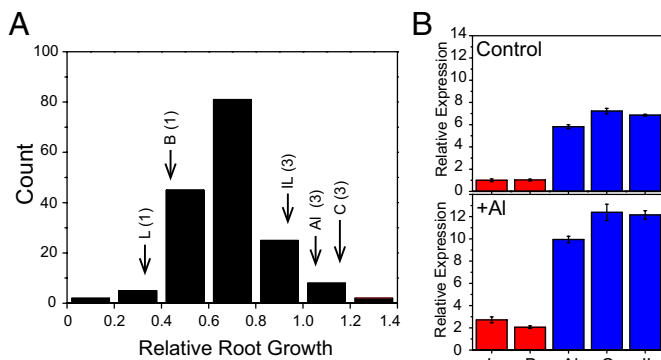 A
100
80
60
40
20
0
Count
L (1)
B (1)
IL (3)
Al (3)
C (3)
0 0.2 0.4 0.6 0.8 1.0 1.2 1.4
Relative Root Growth
B
14
12
10
8
6
4
2
0
Relative Expression
Control
12
10
8
6
4
2
0
Relative Expression
+Al